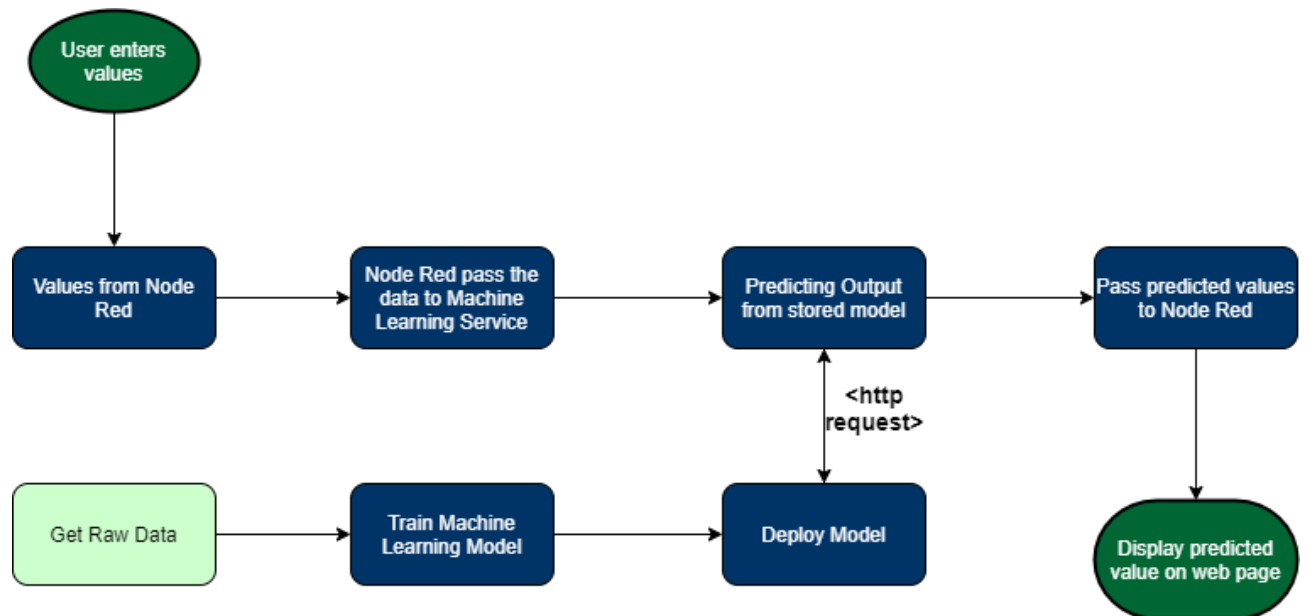 User enters
values
Values from Node
Red
Node Red pass the
data to Machine
Learning Service
Predicting Output
from stored model
Pass predicted values
to Node Red
<http
request>
Get Raw Data
Train Machine
Learning Model
Deploy Model
Display predicted
value on web page